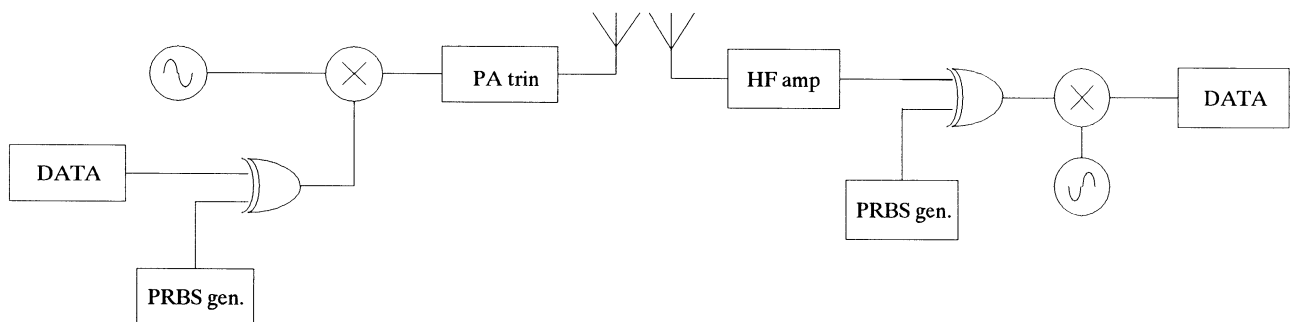 PA trin
HF amp
DATA
DATA
PRBS gen.
PRBS gen.